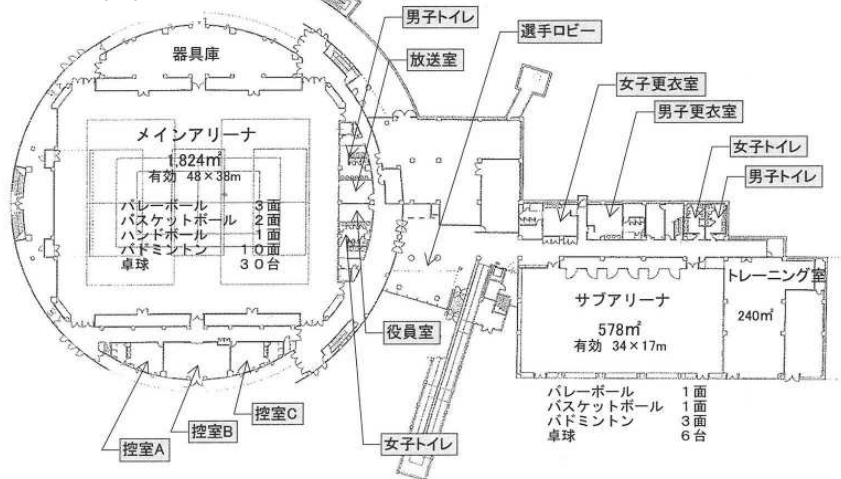 男子トイレ
放送室
選手ロビー
器具庫
女子更衣室
男子更衣室
女子トイレ
男子トイレ
メインアリーナ
1,824㎡
有効 48×38m
バレーボール 3面
バスケットボール 2面
ハンドボール 1面
バドミントン 10面
卓球 30台
トレーニング室
240㎡
サブアリーナ
578㎡
有効 34×17m
役員室
バレーボール 1面
バスケットボール 1面
バドミントン 3面
卓球 6台
控室C
控室B
控室A
女子トイレ